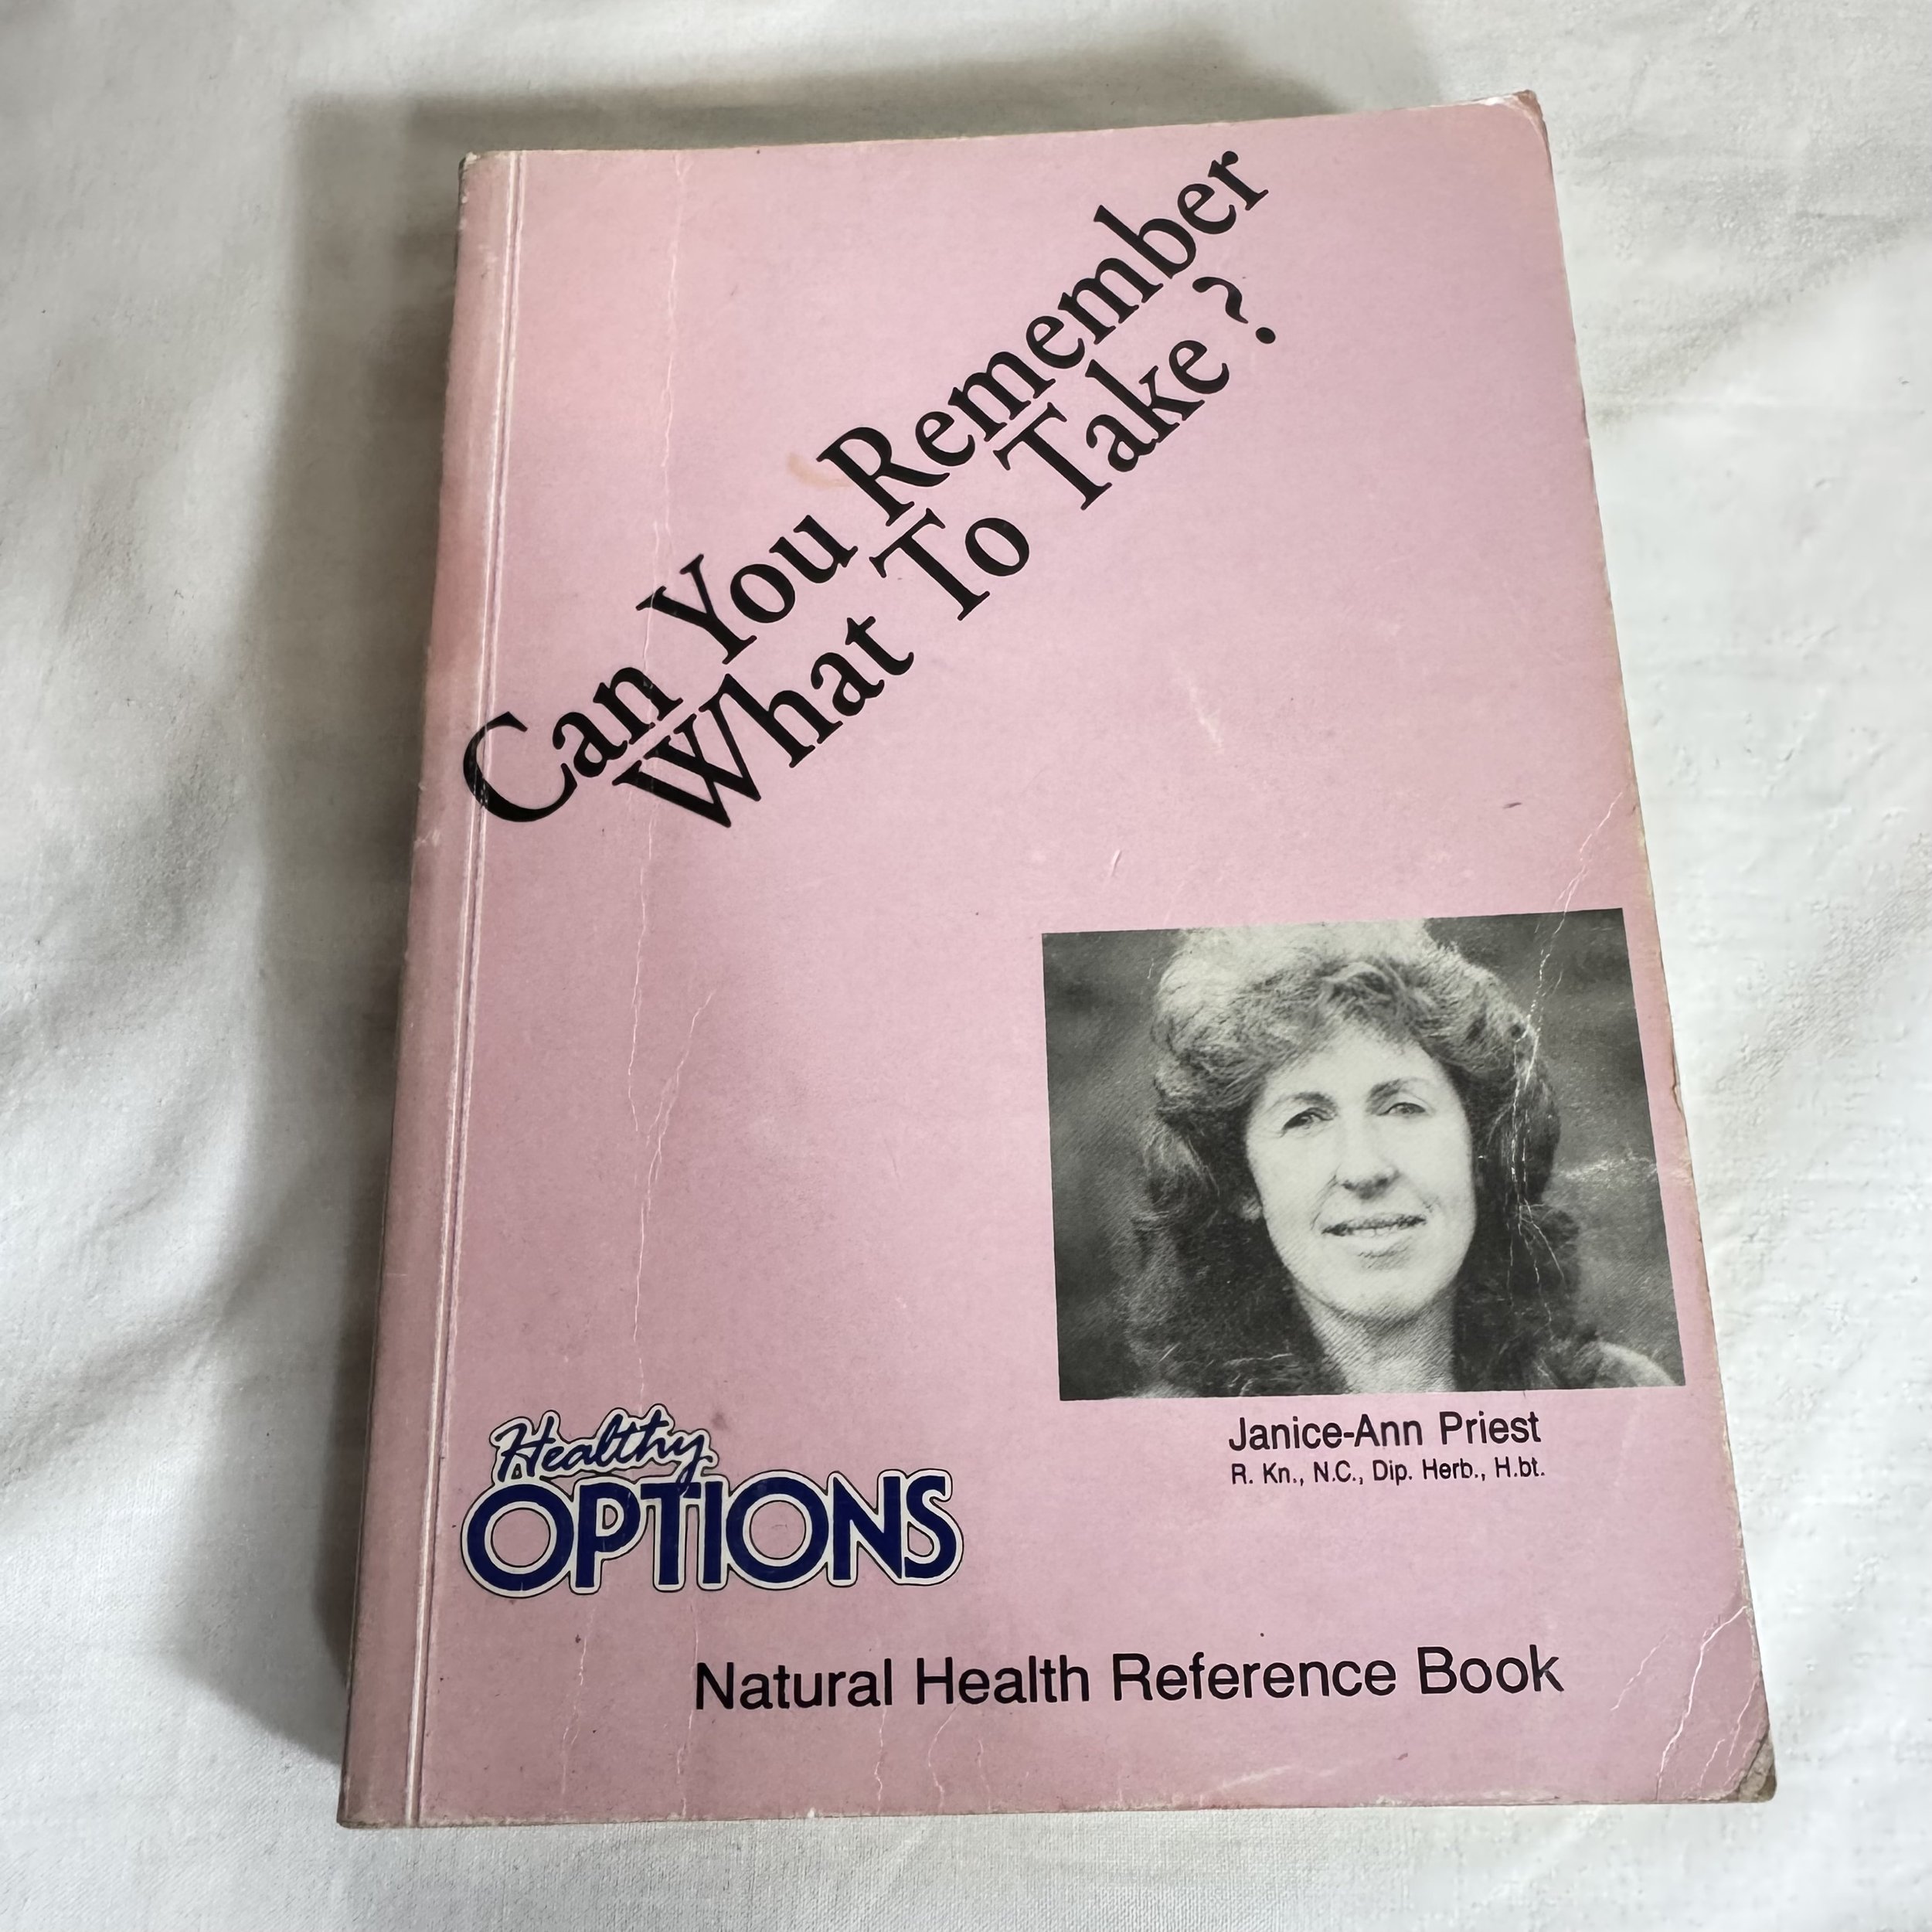 Can You Remember
What To Take?
Janice-Ann Priest
R. Kn., N.C., Dip. Herb., H.bt.
Healthy
OPTIONS
Natural Health Reference Book